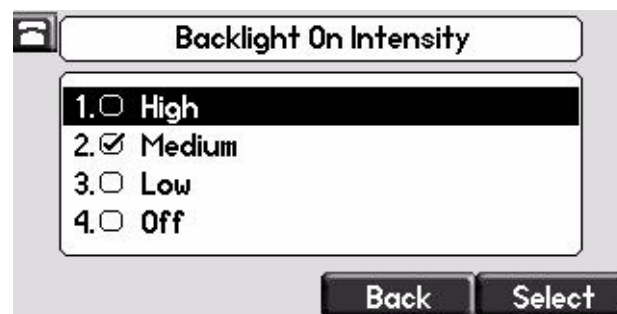 Backlight On Intensity
1. High
2. Medium
3. Low
4. Off
Back Select